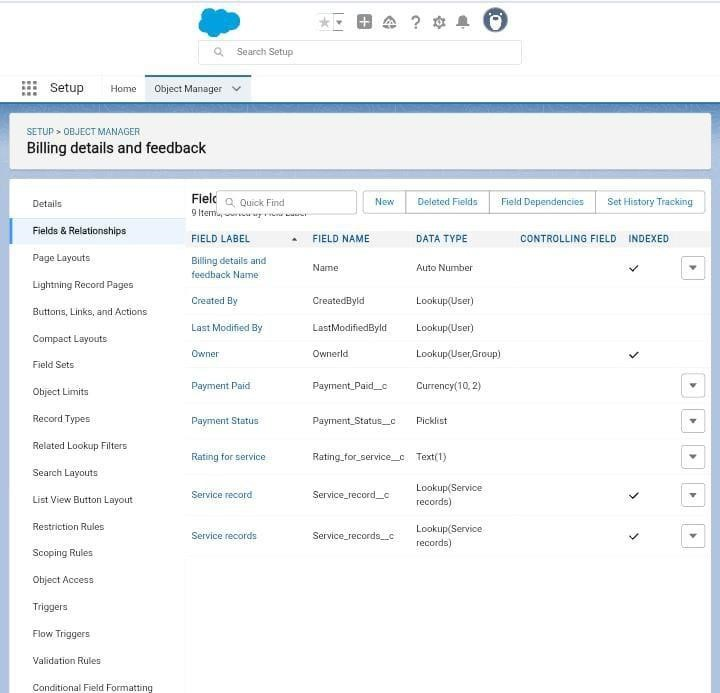 Search Setup
Setup
Home
Object Manager
SETUP > OBJECT MANAGER
Billing details and feedback
Details
Fields & Relationships
Page Layouts
Lightning Record Pages
Buttons, Links, and Actions
Compact Layouts
Field Sets
Object Limits
Record Types
Related Lookup Filters
Search Layouts
List View Button Layout
Restriction Rules
Scoping Rules
Object Access
Triggers
Flow Triggers
Validation Rules
Conditional Field Formatting
Quick Find
New
Deleted Fields
Field Dependencies
Set History Tracking
9 Items, Sorted by Field Label
FIELD LABEL FIELD NAME DATA TYPE CONTROLLING FIELD INDEXED
Billing details and
feedback Name Name Auto Number
Created By CreatedById Lookup(User)
Last Modified By LastModifiedById Lookup(User)
Owner OwnerId Lookup(User,Group)
Payment Paid Payment_Paid__c Currency(10, 2)
Payment Status Payment_Status__c Picklist
Rating for service Rating_for_service__c Text(1)
Service record Service_record__c Lookup(Service
records)
Service records Service_records__c Lookup(Service
records)